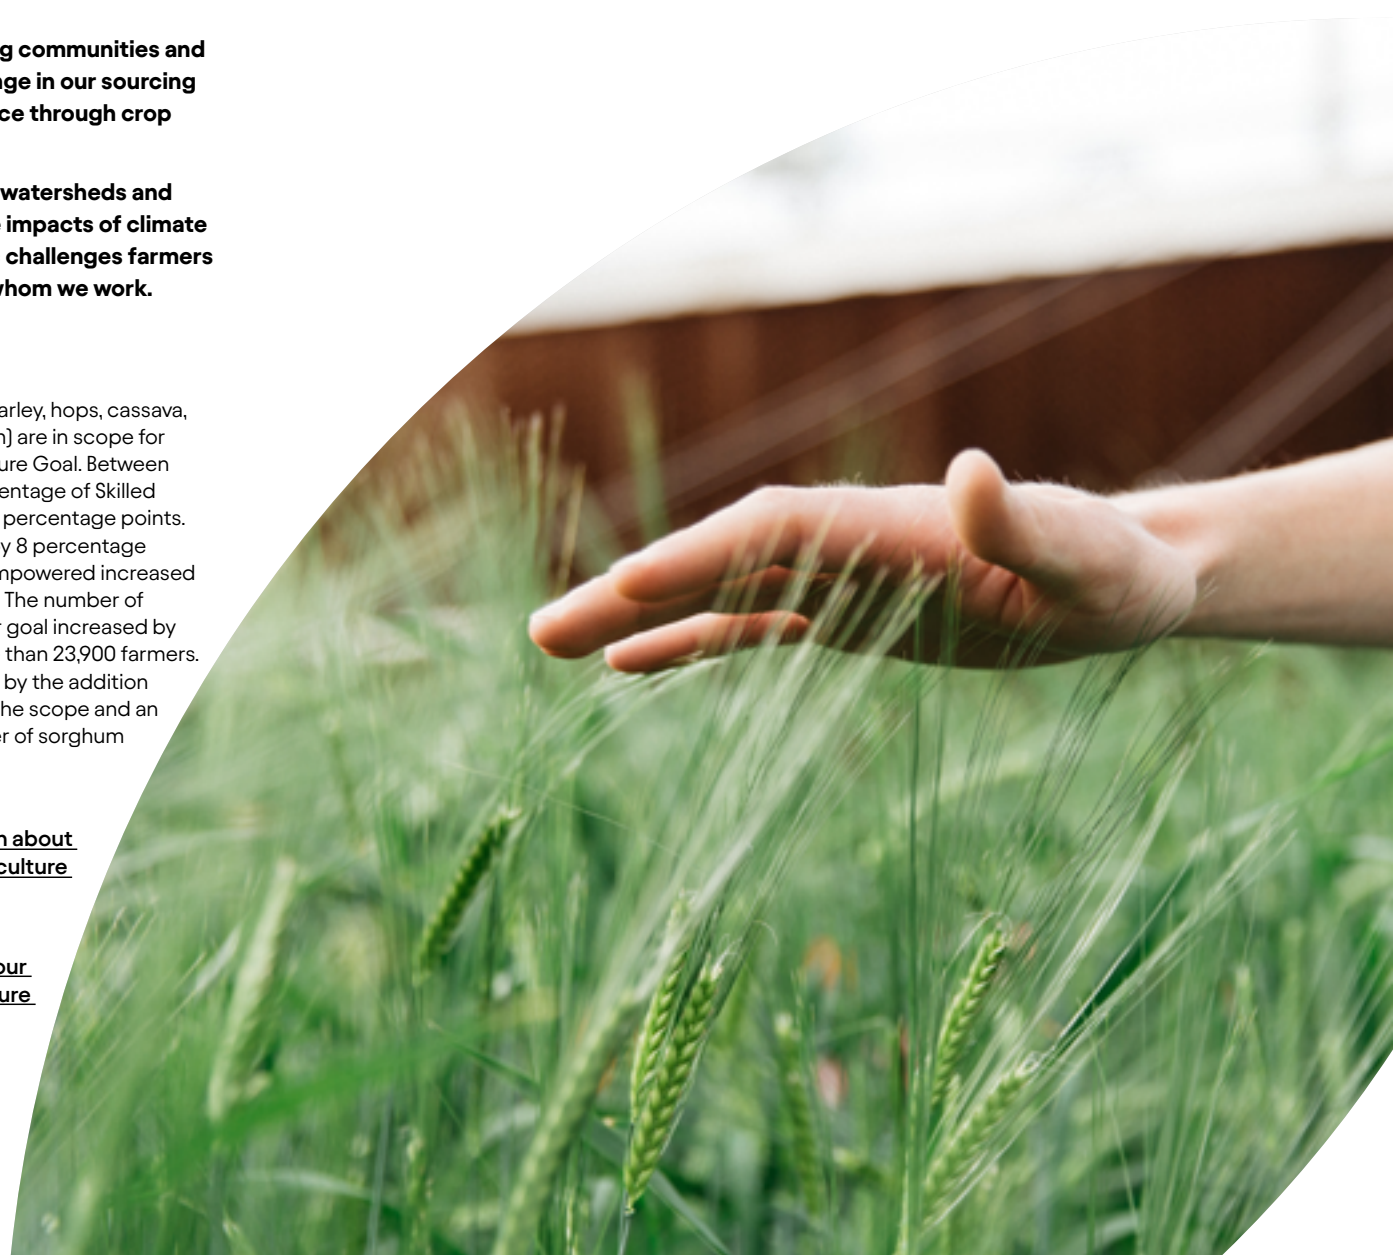 g communities and
nge in our sourcing
ce through crop
watersheds and
impacts of climate
challenges farmers
whom we work.
arley, hops, cassava,
n) are in scope for
ure Goal. Between
entage of Skilled
percentage points.
y 8 percentage
mpowered increased
The number of
goal increased by
than 23,900 farmers.
by the addition
he scope and an
er of sorghum
n about
culture
our
ure